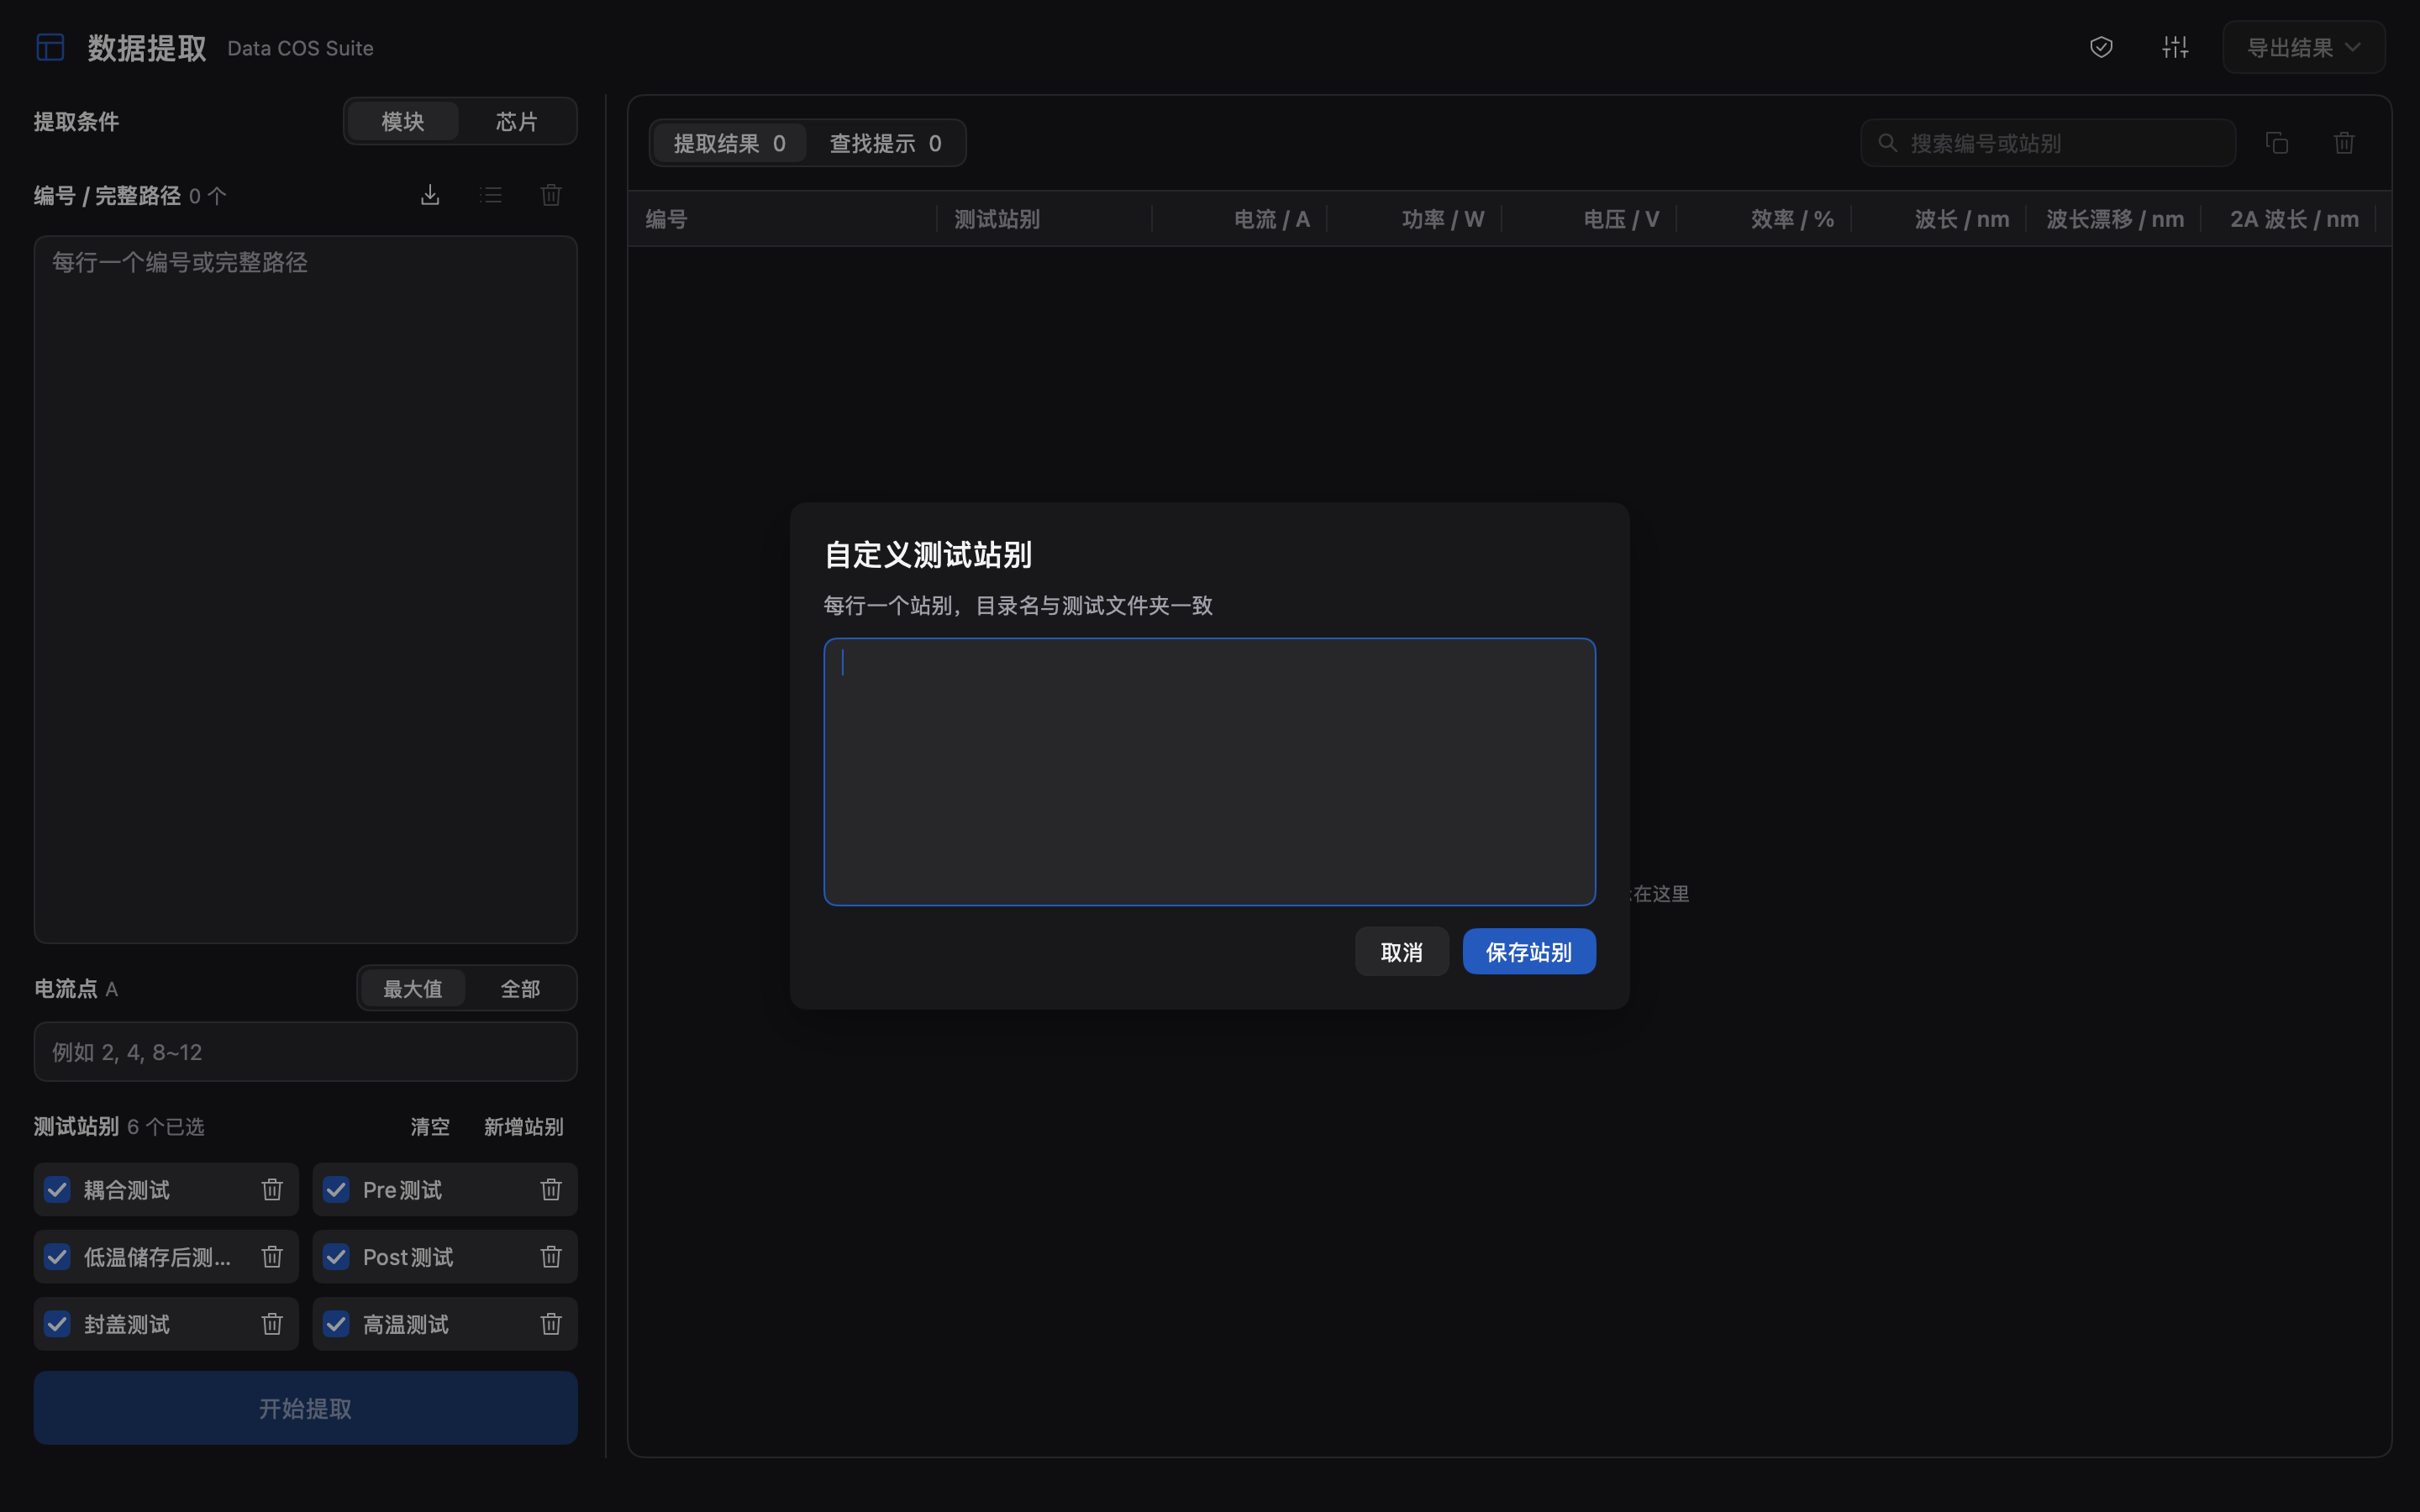 数据提取 Data COS Suite
导出结果
提取条件
模块 芯片
编号 / 完整路径 0 个
每行一个编号或完整路径
电流点 A
最大值 全部
例如 2, 4, 8~12
测试站别 6 个已选
清空 新增站别
耦合测试 Pre测试
低温储存后测... Post测试
封盖测试 高温测试
开始提取
提取结果 0 查找提示 0
搜索编号或站别
编号 测试站别 电流 / A 功率 / W 电压 / V 效率 / % 波长 / nm 波长漂移 / nm 2A 波长 / nm
自定义测试站别
每行一个站别，目录名与测试文件夹一致
在这里
取消 保存站别